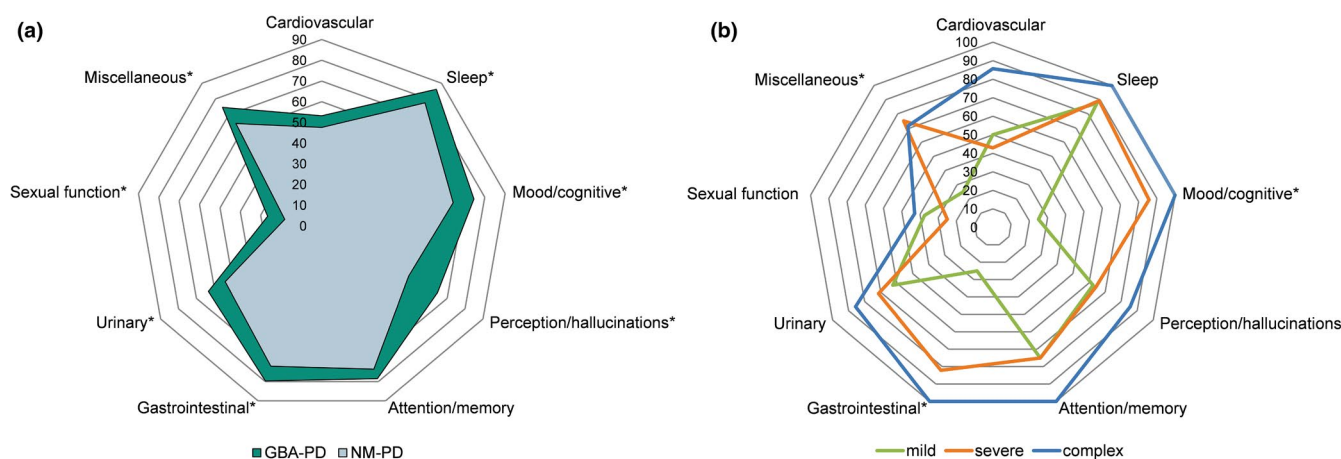 (a)
Cardiovascular
90
80
70
60
50
40
30
20
10
0
Sleep*
Mood/cognitive*
Perception/hallucinations*
Attention/memory
Gastrointestinal*
Urinary*
Sexual function*
Miscellaneous*
GBA-PD NM-PD
(b)
Cardiovascular
100
90
80
70
60
50
40
30
20
10
0
Sleep
Mood/cognitive*
Perception/hallucinations
Attention/memory
Gastrointestinal*
Urinary
Sexual function
Miscellaneous*
mild severe complex